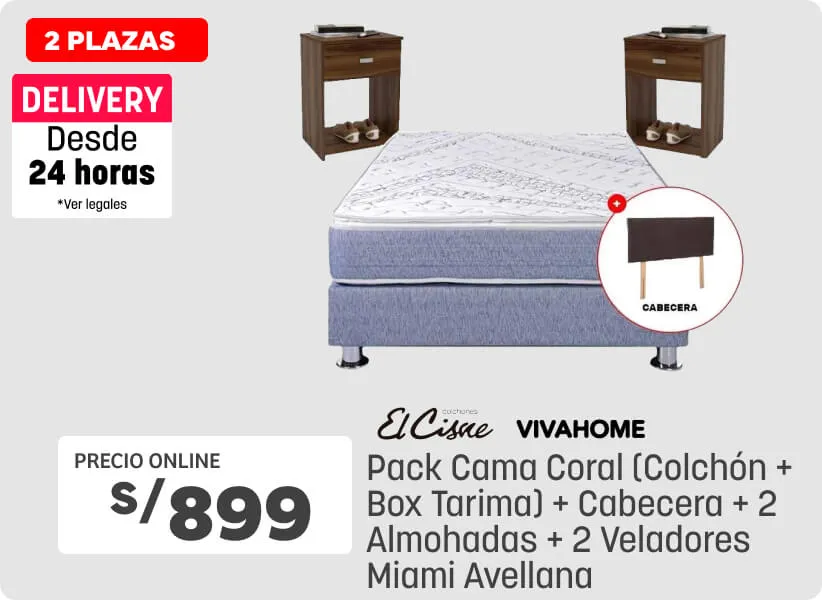 2 PLAZAS
DELIVERY
Desde
24 horas
*Ver legales
CABECERA
colchones
El Cisne
VIVAHOME
PRECIO ONLINE
S/899
Pack Cama Coral (Colchón +
Box Tarima) + Cabecera + 2
Almohadas + 2 Veladores
Miami Avellana